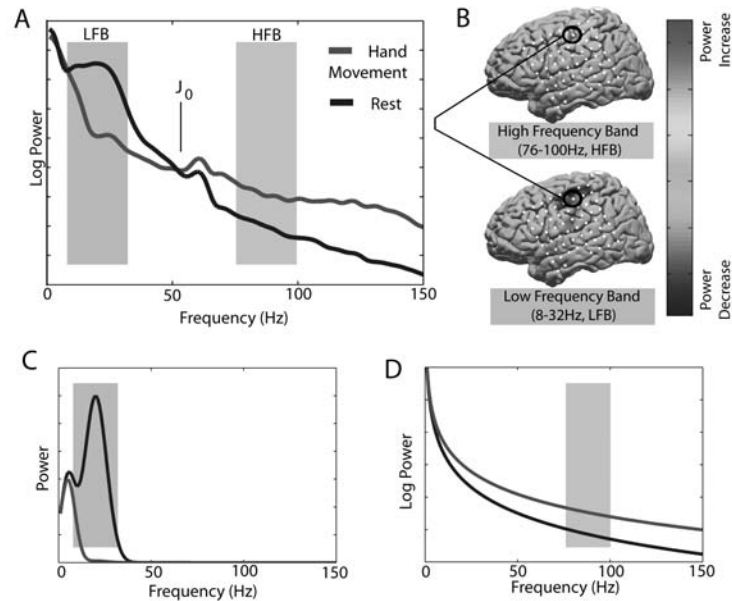 A
LFB
HFB
Hand
Movement
Rest
J0
Log Power
0
50
100
150
Frequency (Hz)
B
High Frequency Band
(76-100Hz, HFB)
Low Frequency Band
(8-32Hz, LFB)
Power
Increase
Power
Decrease
C
Power
0
50
100
150
Frequency (Hz)
D
Log Power
0
50
100
150
Frequency (Hz)